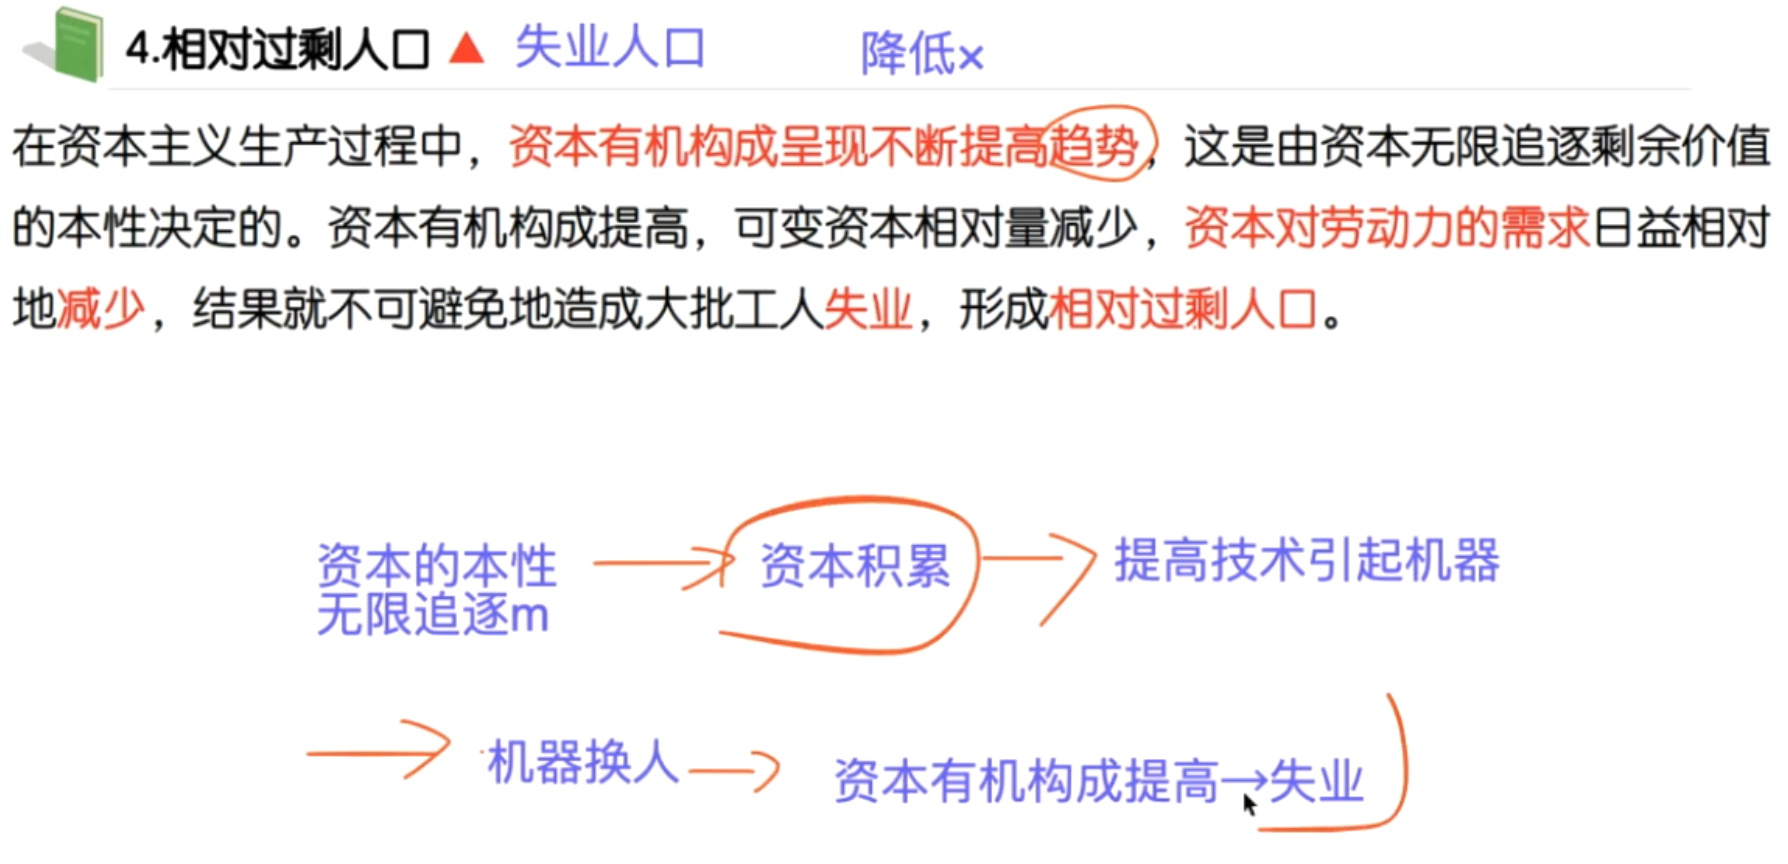 4.相对过剩人口 失业人口 降低×
在资本主义生产过程中，资本有机构成呈现不断提高趋势，这是由资本无限追逐剩余价值
的本性决定的。资本有机构成提高，可变资本相对量减少，资本对劳动力的需求日益相对
地减少，结果就不可避免地造成大批工人失业，形成相对过剩人口。
资本的本性 资本积累 提高技术引起机器
无限追逐m
机器换人 资本有机构成提高→失业